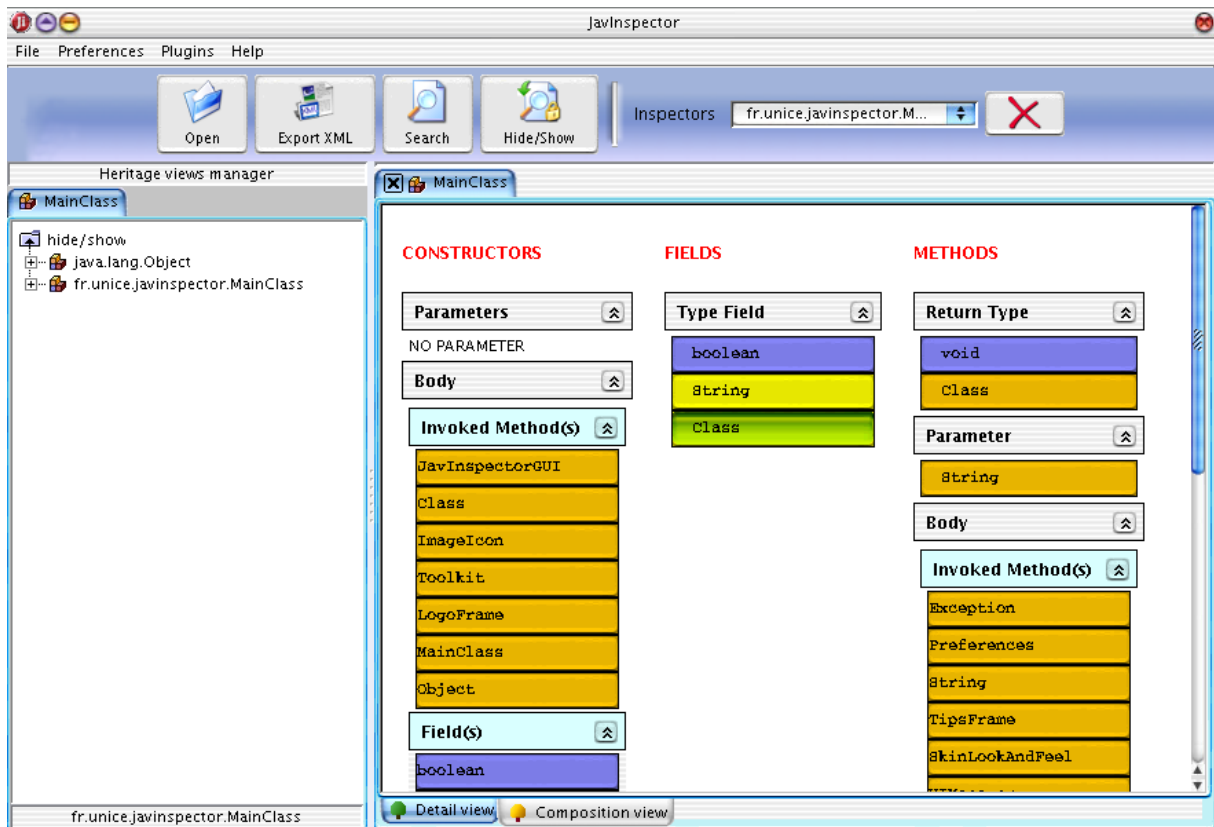 JavInspector
File Preferences Plugins Help
Open
Export XML
Search
Hide/Show
Inspectors
fr.unice.javinspector.M...
Heritage views manager
MainClass
hide/show
java.lang.Object
fr.unice.javinspector.MainClass
fr.unice.javinspector.MainClass
MainClass
CONSTRUCTORS
Parameters
NO PARAMETER
Body
Invoked Method(s)
JavInspectorGUI
Class
ImageIcon
Toolkit
LogoFrame
MainClass
Object
Field(s)
boolean
FIELDS
Type Field
boolean
String
Class
METHODS
Return Type
void
Class
Parameter
String
Body
Invoked Method(s)
Exception
Preferences
String
TipsFrame
SkinLookAndFeel
Detail view
Composition view